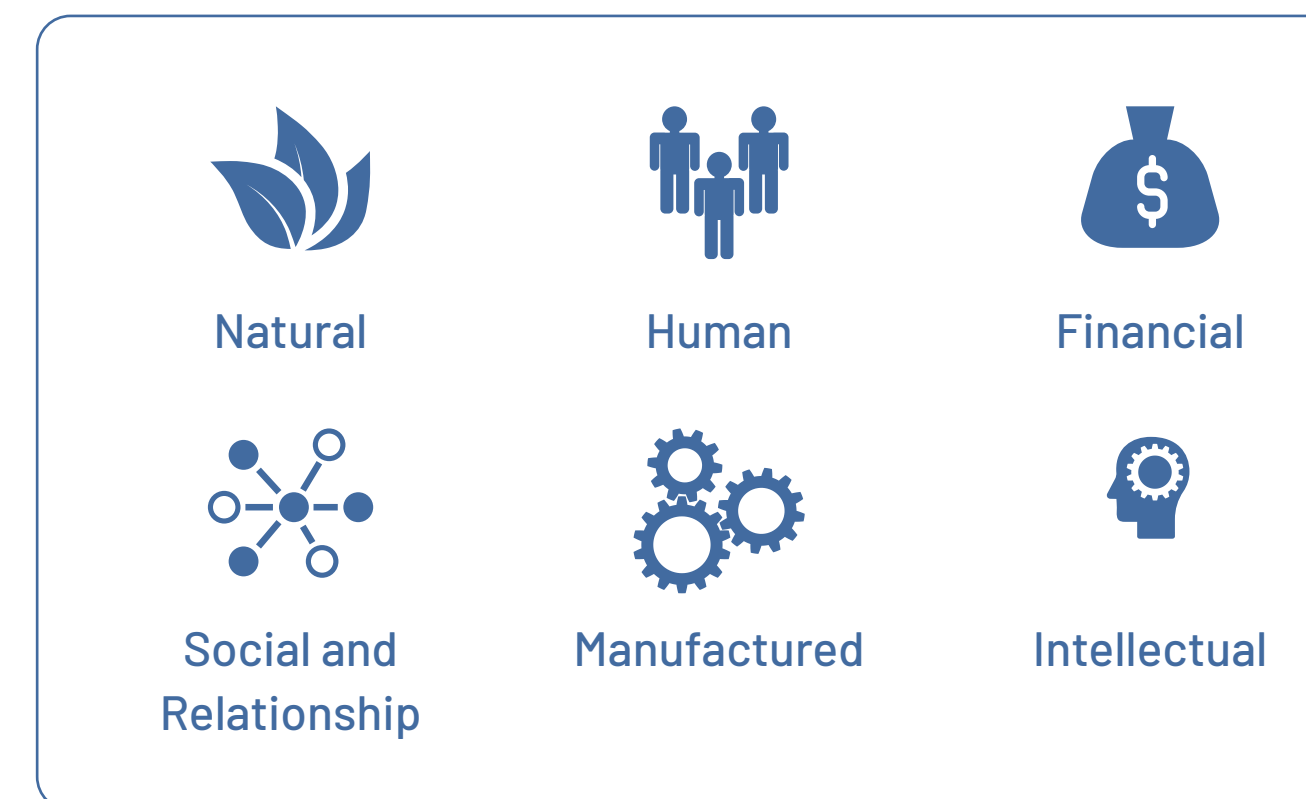 $
Natural
Human
Financial
Social and
Relationship
Manufactured
Intellectual